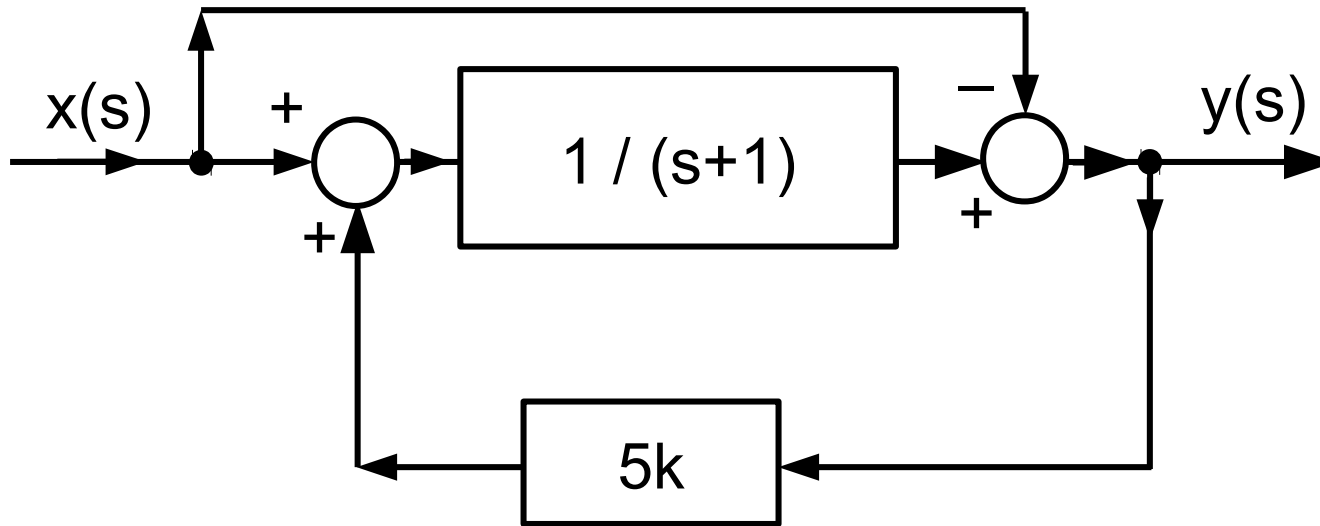 x(s)
+
1 / (s+1)
−
y(s)
+
+
5k